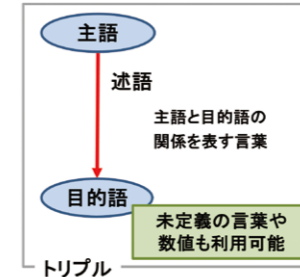 主語
述語
主語と目的語の
関係を表す言葉
目的語
未定義の言葉や
数値も利用可能
トリプル